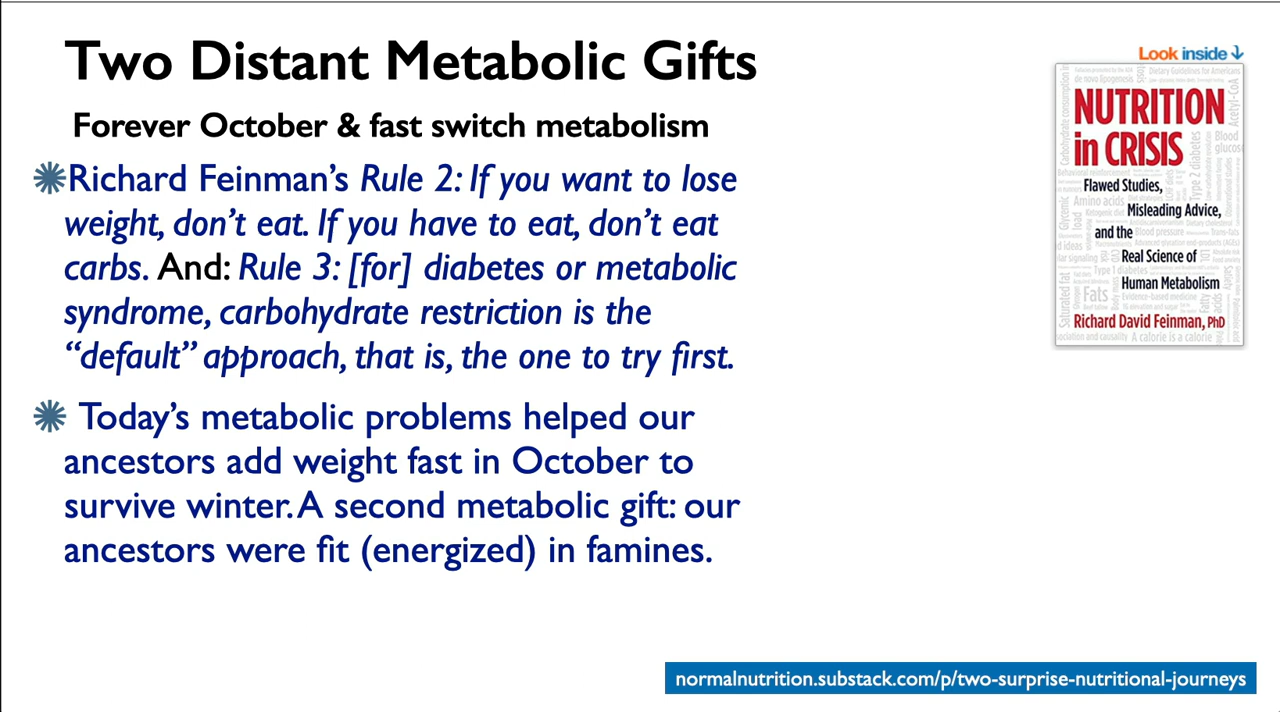 Two Distant Metabolic Gifts
Forever October & fast switch metabolism
Richard Feinman’s Rule 2: If you want to lose
weight, don’t eat. If you have to eat, don’t eat
carbs. And: Rule 3: [for] diabetes or metabolic
syndrome, carbohydrate restriction is the
“default” approach, that is, the one to try first.
Today’s metabolic problems helped our
ancestors add weight fast in October to
survive winter. A second metabolic gift: our
ancestors were fit (energized) in famines.
Look inside
NUTRITION
in CRISIS
Flawed Studies,
Misleading Advice,
and the
Real Science of
Human Metabolism
Richard David Feinman, PhD
normalnutrition.substack.com/p/two-surprise-nutritional-journeys